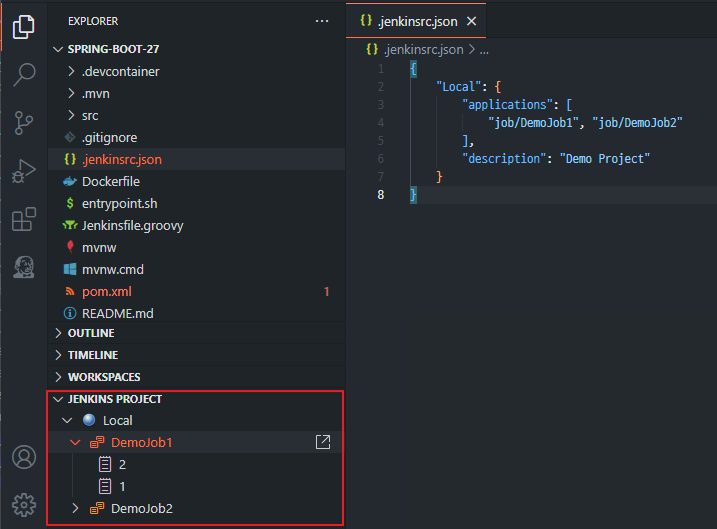 EXPLORER
SPRING-BOOT-27
.devcontainer
.mvn
src
.gitignore
.jenkinsrc.json
Dockerfile
entrypoint.sh
Jenkinsfile.groovy
mvnw
mvnw.cmd
pom.xml 1
README.md
OUTLINE
TIMELINE
WORKSPACES
JENKINS PROJECT
Local
DemoJob1
2
1
DemoJob2
{} .jenkinsrc.json
{} .jenkinsrc.json > ...
1 {
2 "Local": {
3 "applications": [
4 "job/DemoJob1", "job/DemoJob2"
5 ],
6 "description": "Demo Project"
7 }
8 }